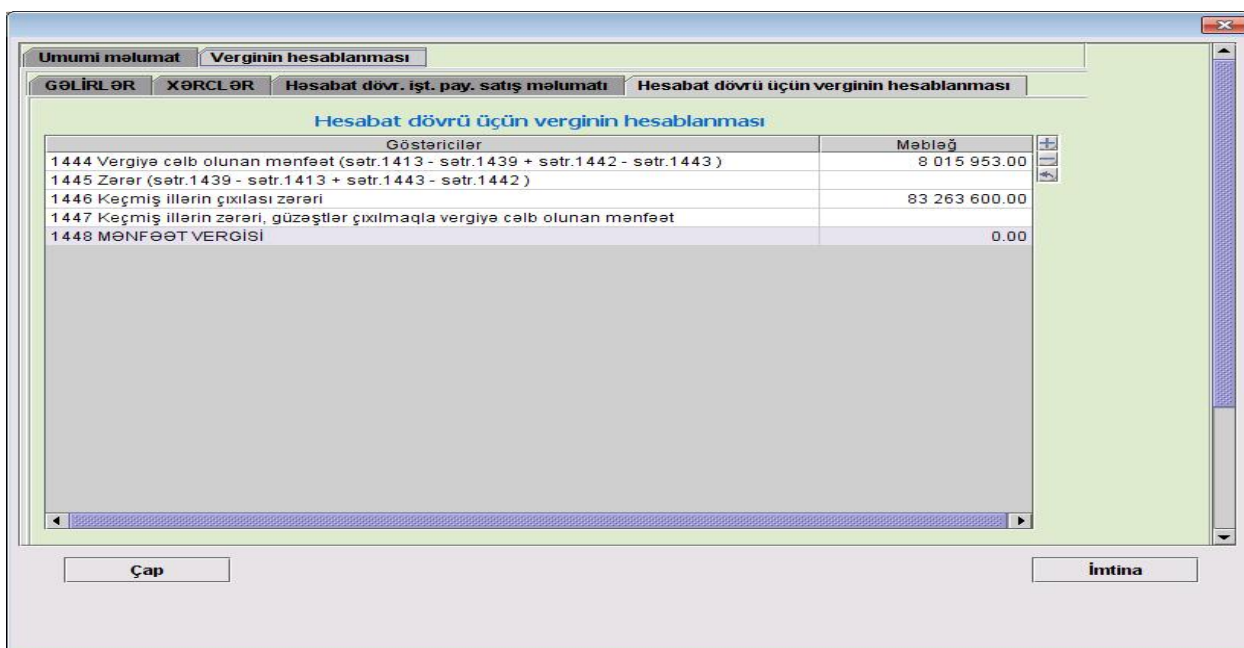 Umumi məlumat Verginin hesablanması
GƏLİRLƏR XƏRCLƏR Həsabat dövr. işt. pay. satış məlumatı Hesabat dövrü üçün verginin hesablanması
Hesabat dövrü üçün verginin hesablanması
Göstəricilər Məbləğ
1444 Vergiyə cəlb olunan mənfəət (sətr.1413 - sətr.1439 + sətr.1442 - sətr.1443 ) 8 015 953.00
1445 Zərər (sətr.1439 - sətr.1413 + sətr.1443 - sətr.1442 )
1446 Keçmiş illərin çıxılası zərəri 83 263 600.00
1447 Keçmiş illərin zərəri, güzəştlər çıxılmaqla vergiyə cəlb olunan mənfəət
1448 MƏNFƏƏT VERGİSİ 0.00
Çap İmtina